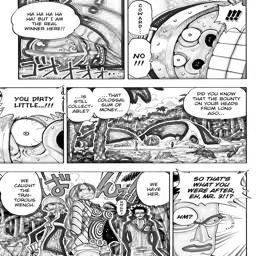 !!!
NO
!!!
HA HA HA HA
HA! BUT I AM
THE REAL
WINNER HERE!!
DID YOU KNOW
THAT THE BOUNTY
ON YOUR HEADS
FROM LONG
AGO...
...THAT
COLOSSAL
SUM OF
MONEY...
...IS
STILL
COLLECT-
ABLE?
YOU DIRTY
LITTLE...!!!
SO THAT'S
WHAT YOU
WERE AFTER,
EH, MR. 3!!?
HM?
WE
HAVE
HER.
WE
CAUGHT
THE
TRAI-
TOROUS
WENCH.